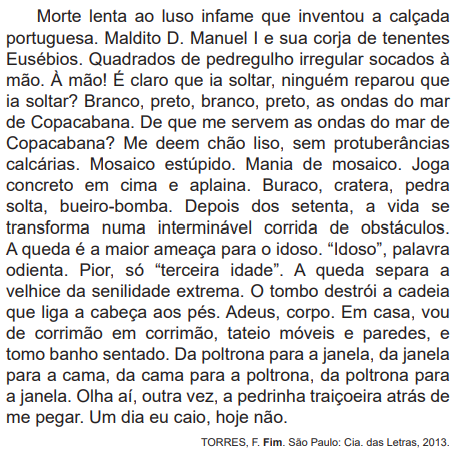 Morte lenta ao luso infame que inventou a calçada
portuguesa. Maldito D. Manuel I e sua corja de tenentes
Eusébios. Quadrados de pedregulho irregular socados à
mão. À mão! É claro que ia soltar, ninguém reparou que
ia soltar? Branco, preto, branco, preto, as ondas do mar
de Copacabana. De que me servem as ondas do mar de
Copacabana? Me deem chão liso, sem protuberâncias
calcárias. Mosaico estúpido. Mania de mosaico. Joga
concreto em cima e aplaina. Buraco, cratera, pedra
solta, bueiro-bomba. Depois dos setenta, a vida se
transforma numa interminável corrida de obstáculos.
A queda é a maior ameaça para o idoso. “Idoso”, palavra
odienta. Pior, só “terceira idade”. A queda separa a
velhice da senilidade extrema. O tombo destrói a cadeia
que liga a cabeça aos pés. Adeus, corpo. Em casa, vou
de corrimão em corrimão, tateio móveis e paredes, e
tomo banho sentado. Da poltrona para a janela, da janela
para a cama, da cama para a poltrona, da poltrona para
a janela. Olha aí, outra vez, a pedrinha traiçoeira atrás de
me pegar. Um dia eu caio, hoje não.
TORRES, F. Fim. São Paulo: Cia. das Letras, 2013.